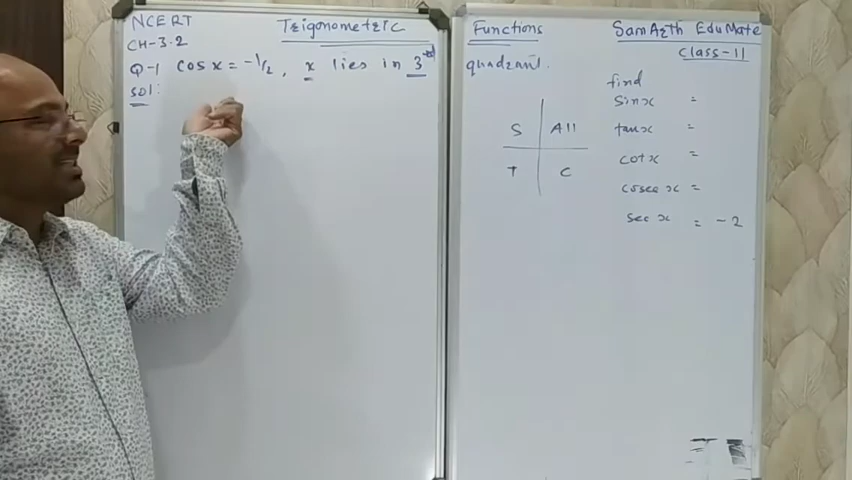 NCERT Trigonometric Functions SamArth EduMate
CH-3.2 Class-11
Q-1 cos x = -1/2, x lies in 3rd quadrant.
Sol:
find
sin x =
tan x =
cot x =
cosec x =
sec x = -2
S All
T C